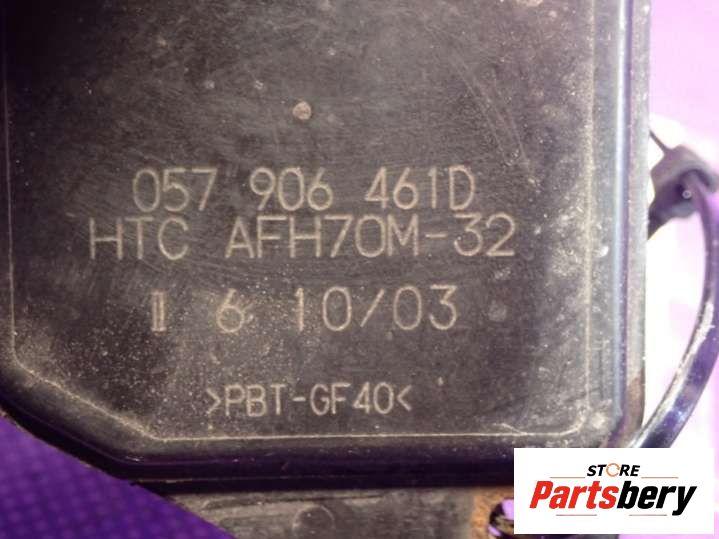 057 906 461D
HTC AFH70M-32
II 6 10/03
>PBT-GF40<
STORE
Partsbery